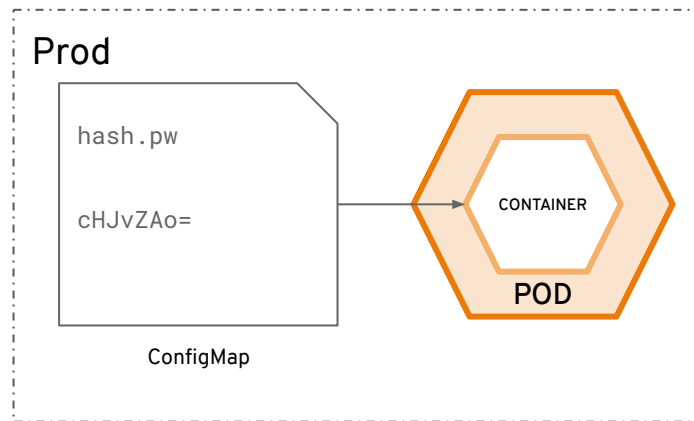 Prod
hash.pw
cHJvZAo=
CONTAINER
POD
ConfigMap